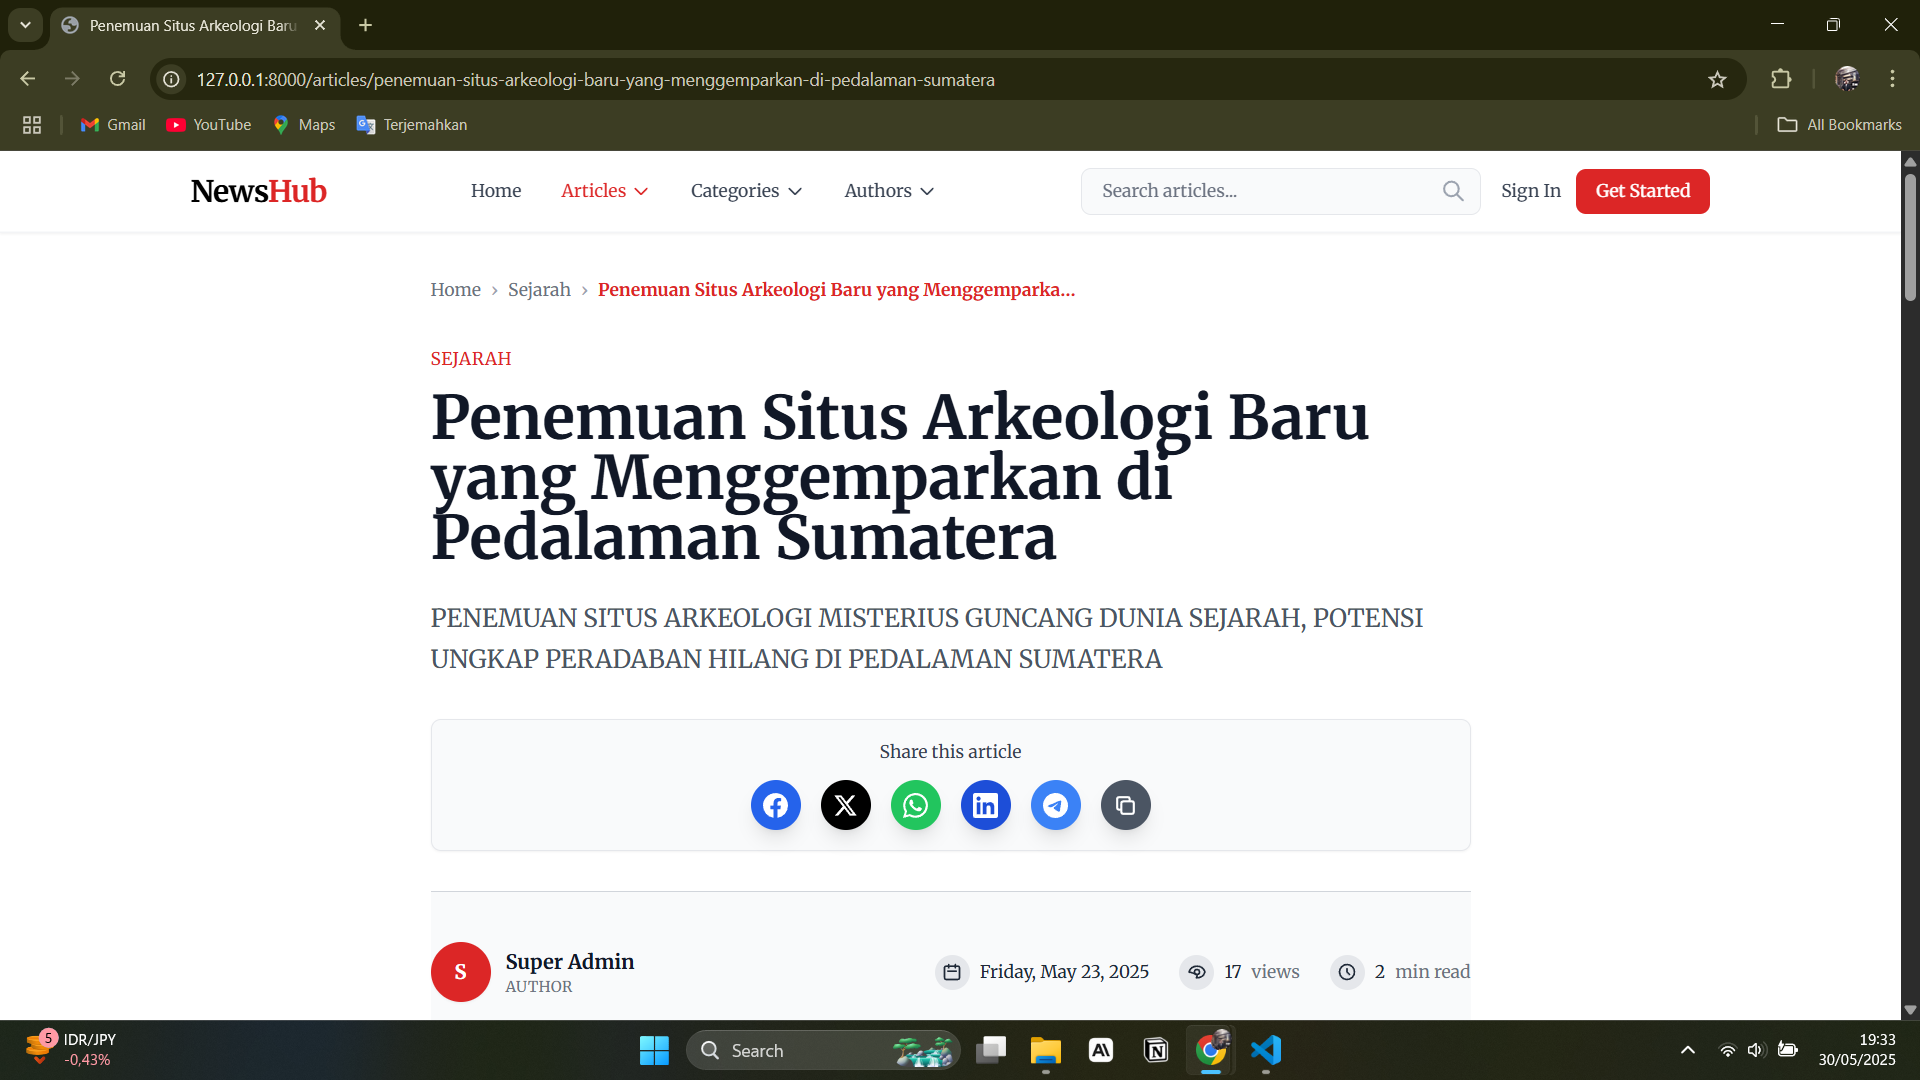 Penemuan Situs Arkeologi Baru
127.0.0.1:8000/articles/penemuan-situs-arkeologi-baru-yang-menggemparkan-di-pedalaman-sumatera
Gmail YouTube Maps Terjemahkan All Bookmarks
NewsHub Home Articles Categories Authors Search articles... Sign In Get Started
Home › Sejarah › Penemuan Situs Arkeologi Baru yang Menggemparka...
SEJARAH
Penemuan Situs Arkeologi Baru
yang Menggemparkan di
Pedalaman Sumatera
PENEMUAN SITUS ARKEOLOGI MISTERIUS GUNCANG DUNIA SEJARAH, POTENSI
UNGKAP PERADABAN HILANG DI PEDALAMAN SUMATERA
Share this article
S Super Admin
AUTHOR
Friday, May 23, 2025 17 views 2 min read
5 IDR/JPY
-0,43%
Search
19:33
30/05/2025